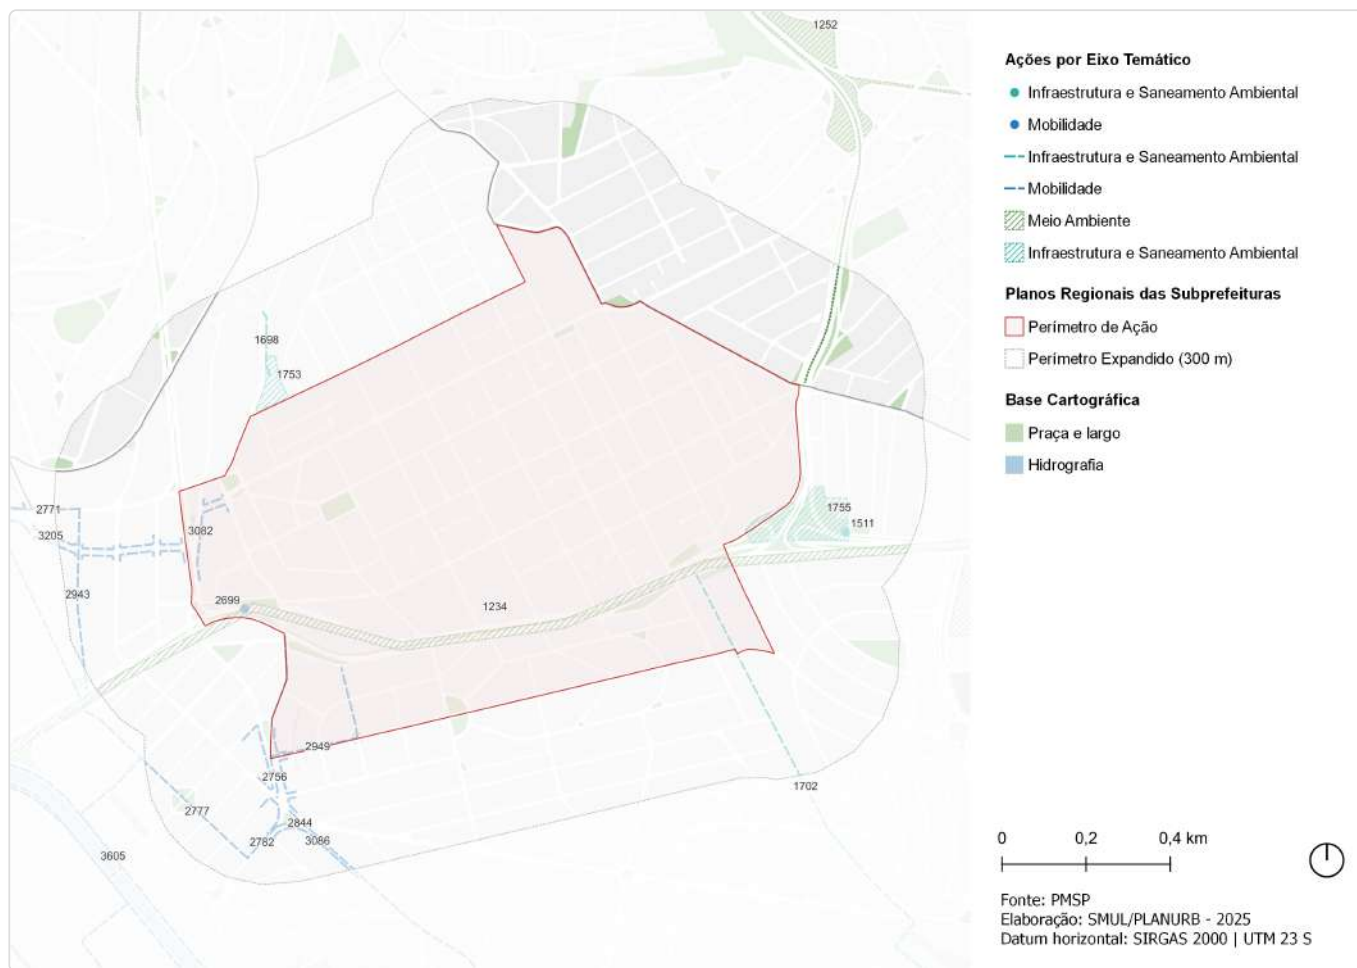 1252
1698
1753
2771
3205
3082
1755
1511
2943
2699
1234
2949
2756
1702
2777
2844
2782
3086
3605
Ações por Eixo Temático
Infraestrutura e Saneamento Ambiental
Mobilidade
Infraestrutura e Saneamento Ambiental
Mobilidade
Meio Ambiente
Infraestrutura e Saneamento Ambiental
Planos Regionais das Subprefeituras
Perímetro de Ação
Perímetro Expandido (300 m)
Base Cartográfica
Praça e largo
Hidrografia
0 0,2 0,4 km
Fonte: PMSP
Elaboração: SMUL/PLANURB - 2025
Datum horizontal: SIRGAS 2000 | UTM 23 S